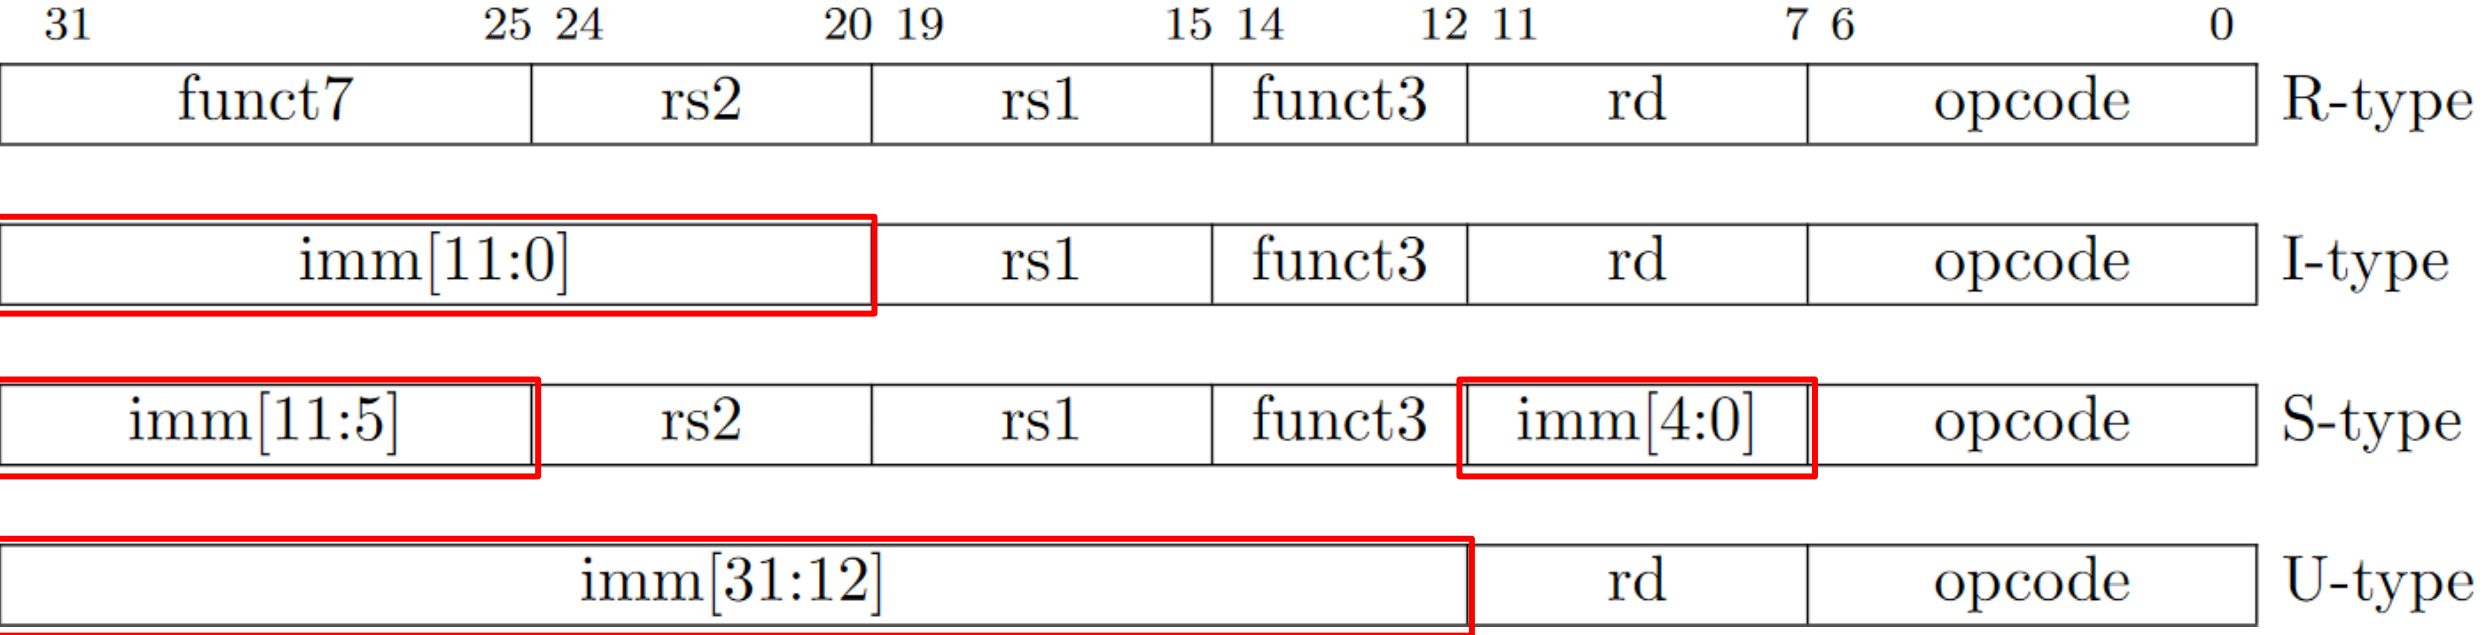 31 25 24 20 19 15 14 12 11 7 6 0
funct7 rs2 rs1 funct3 rd opcode R-type
imm[11:0] rs1 funct3 rd opcode I-type
imm[11:5] rs2 rs1 funct3 imm[4:0] opcode S-type
imm[31:12] rd opcode U-type